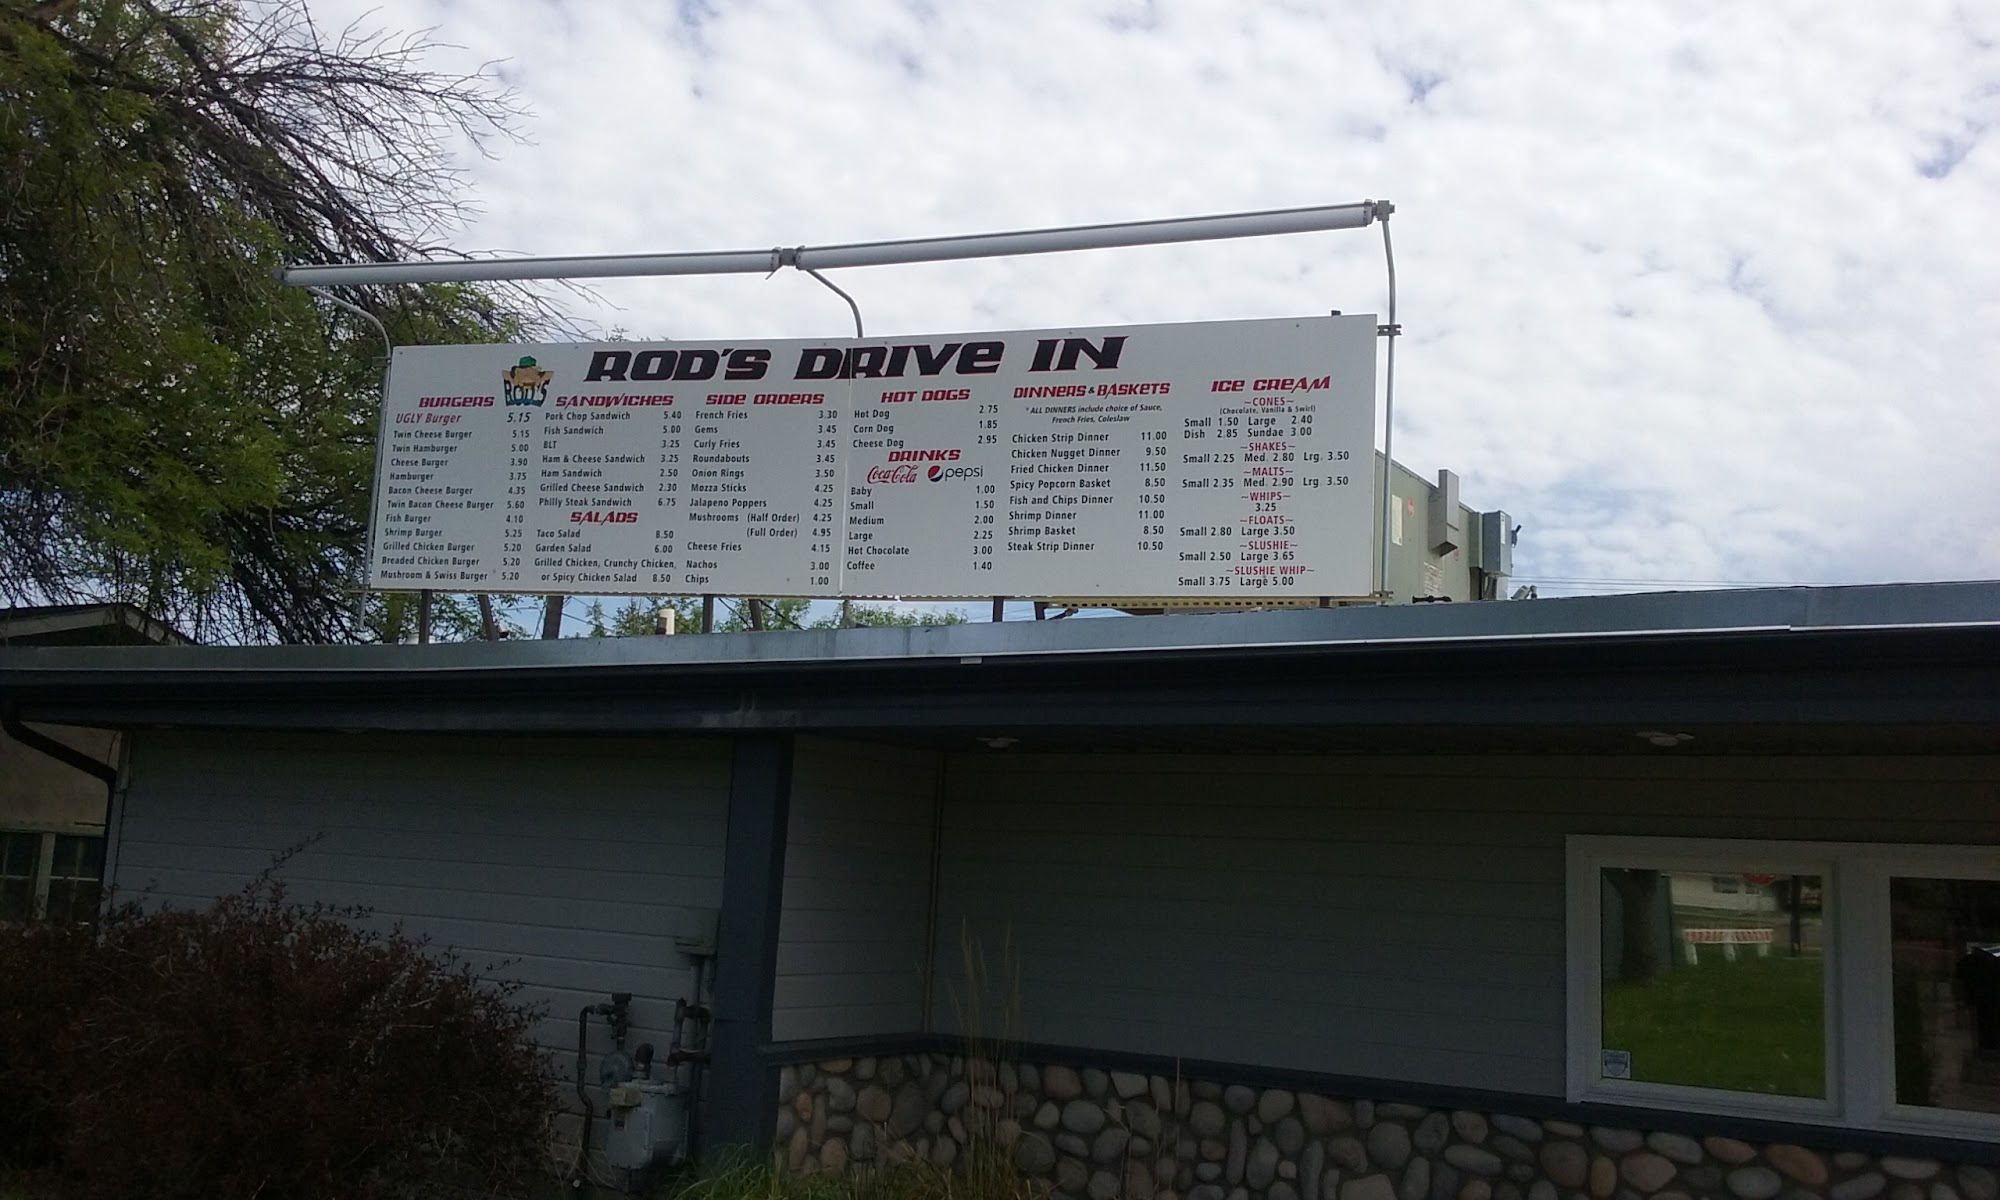 ROD'S DRIVE IN
ROD'S
BURGERS
UGLY Burger 5.15
Twin Cheese Burger 5.15
Twin Hamburger 5.00
Cheese Burger 3.90
Hamburger 3.75
Bacon Cheese Burger 4.35
Twin Bacon Cheese Burger 5.60
Fish Burger 4.10
Shrimp Burger 5.25
Grilled Chicken Burger 5.20
Breaded Chicken Burger 5.20
Mushroom & Swiss Burger 5.20
SANDWICHES
Pork Chop Sandwich 5.40
Fish Sandwich 5.00
BLT 3.25
Ham & Cheese Sandwich 3.25
Ham Sandwich 2.50
Grilled Cheese Sandwich 2.30
Philly Steak Sandwich 6.75
SALADS
Taco Salad 8.50
Garden Salad 6.00
Grilled Chicken, Crunchy Chicken,
or Spicy Chicken Salad 8.50
SIDE ORDERS
French Fries 3.30
Gems 3.45
Curly Fries 3.45
Roundabouts 3.45
Onion Rings 3.50
Mozza Sticks 4.25
Jalapeno Poppers 4.25
Mushrooms (Half Order) 4.25
(Full Order) 4.95
Cheese Fries 4.15
Nachos 3.00
Chips 1.00
HOT DOGS
Hot Dog 2.75
Corn Dog 1.85
Cheese Dog 2.95
DRINKS
Coca-Cola pepsi
Baby 1.00
Small 1.50
Medium 2.00
Large 2.25
Hot Chocolate 3.00
Coffee 1.40
DINNERS & BASKETS
* ALL DINNERS include choice of Sauce,
French Fries, Coleslaw
Chicken Strip Dinner 11.00
Chicken Nugget Dinner 9.50
Fried Chicken Dinner 11.50
Spicy Popcorn Basket 8.50
Fish and Chips Dinner 10.50
Shrimp Dinner 11.00
Shrimp Basket 8.50
Steak Strip Dinner 10.50
ICE CREAM
~CONES~
(Chocolate, Vanilla & Swirl)
Small 1.50 Large 2.40
Dish 2.85 Sundae 3.00
~SHAKES~
Small 2.25 Med. 2.80 Lrg. 3.50
~MALTS~
Small 2.35 Med. 2.90 Lrg. 3.50
~WHIPS~
3.25
~FLOATS~
Small 2.80 Large 3.50
~SLUSHIE~
Small 2.50 Large 3.65
~SLUSHIE WHIP~
Small 3.75 Large 5.00